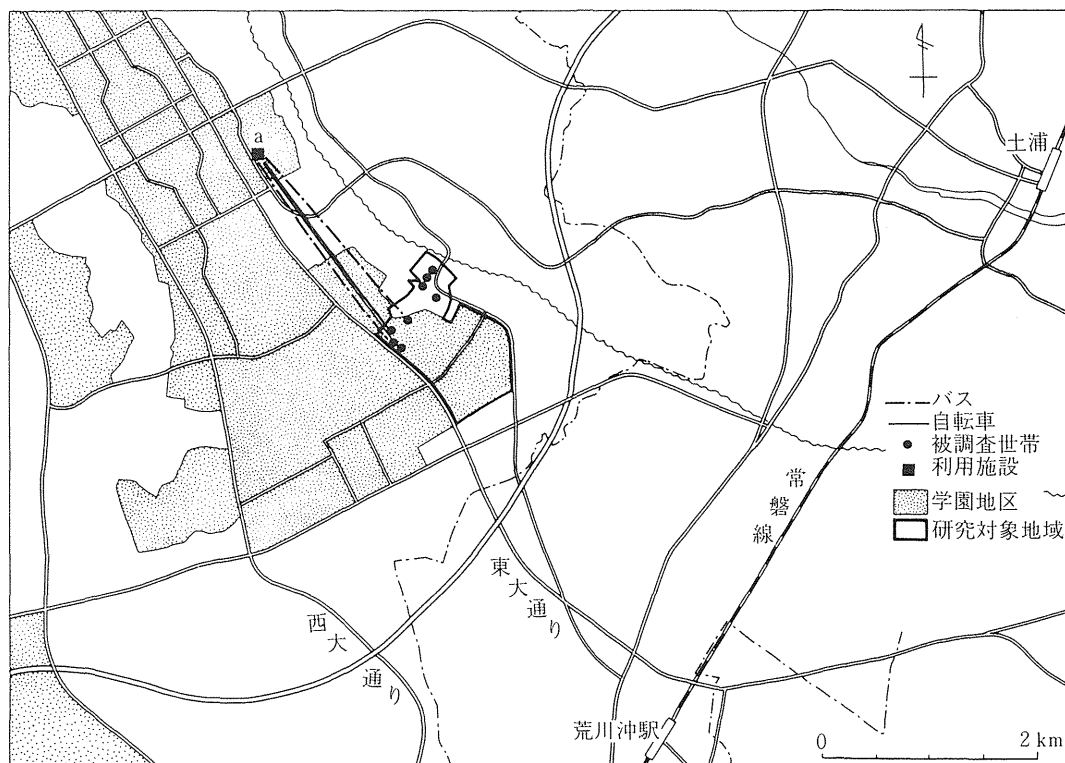 a
土浦
バス
自転車
被調査世帯
利用施設
学園地区
研究対象地域
常磐線
東大通り
西大通り
荒川沖駅
0 2 km